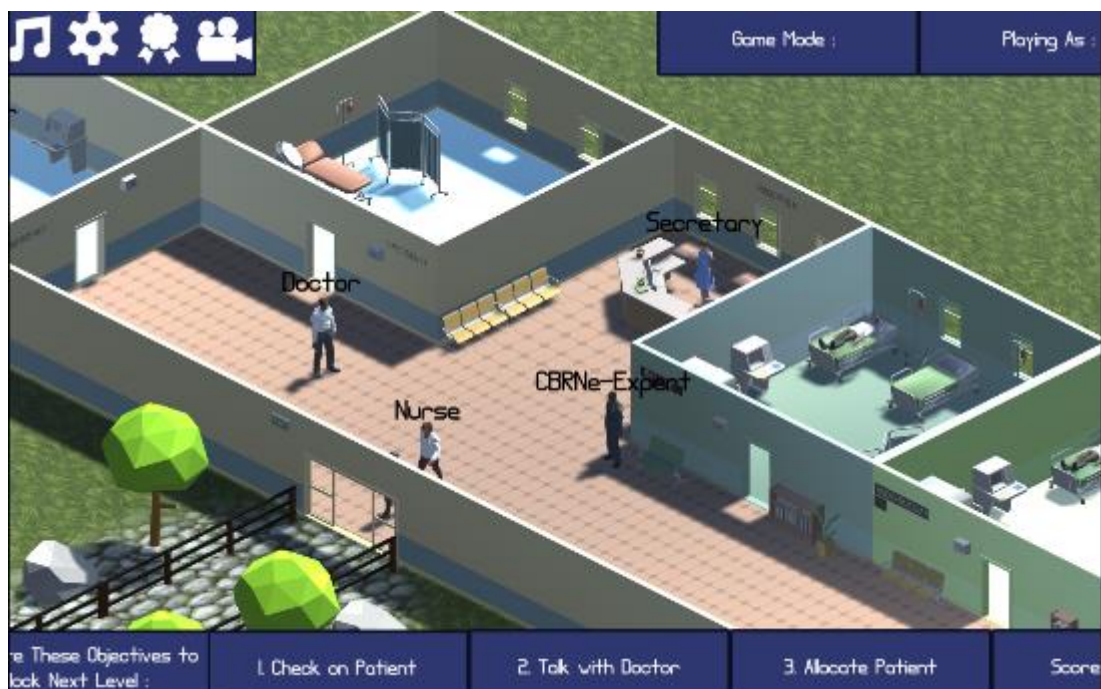 Game Mode :
Playing As :
Secretary
Doctor
CBRNe-Expert
Nurse
e These Objectives to
lock Next Level :
1. Check on Patient
2. Talk with Doctor
3. Allocate Patient
Score